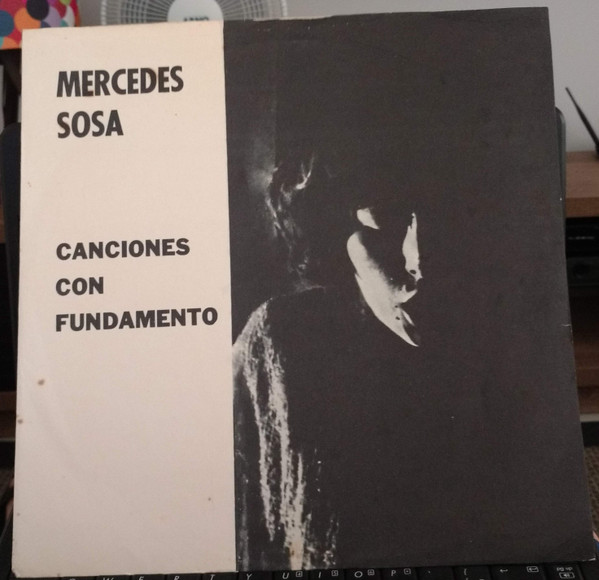 MERCEDES
SOSA
CANCIONES
CON
FUNDAMENTO
W E R T Y U I O P